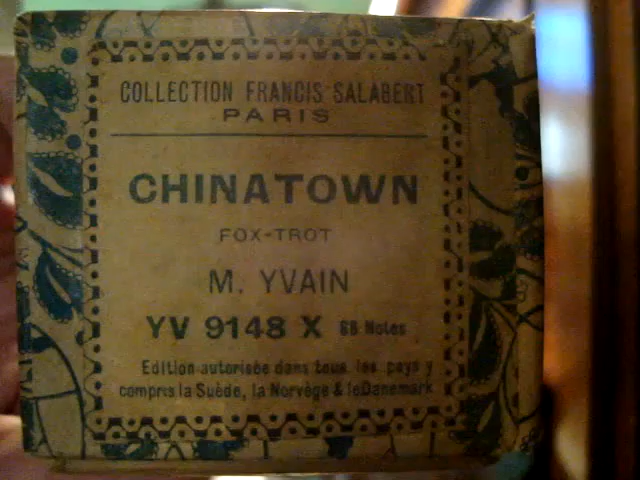 COLLECTION FRANCIS SALABERT
PARIS
CHINATOWN
FOX-TROT
M. YVAIN
YV 9148 X 88 Notes
Edition autorisée dans tous les pays y
compris la Suède, la Norvège & le Danemark